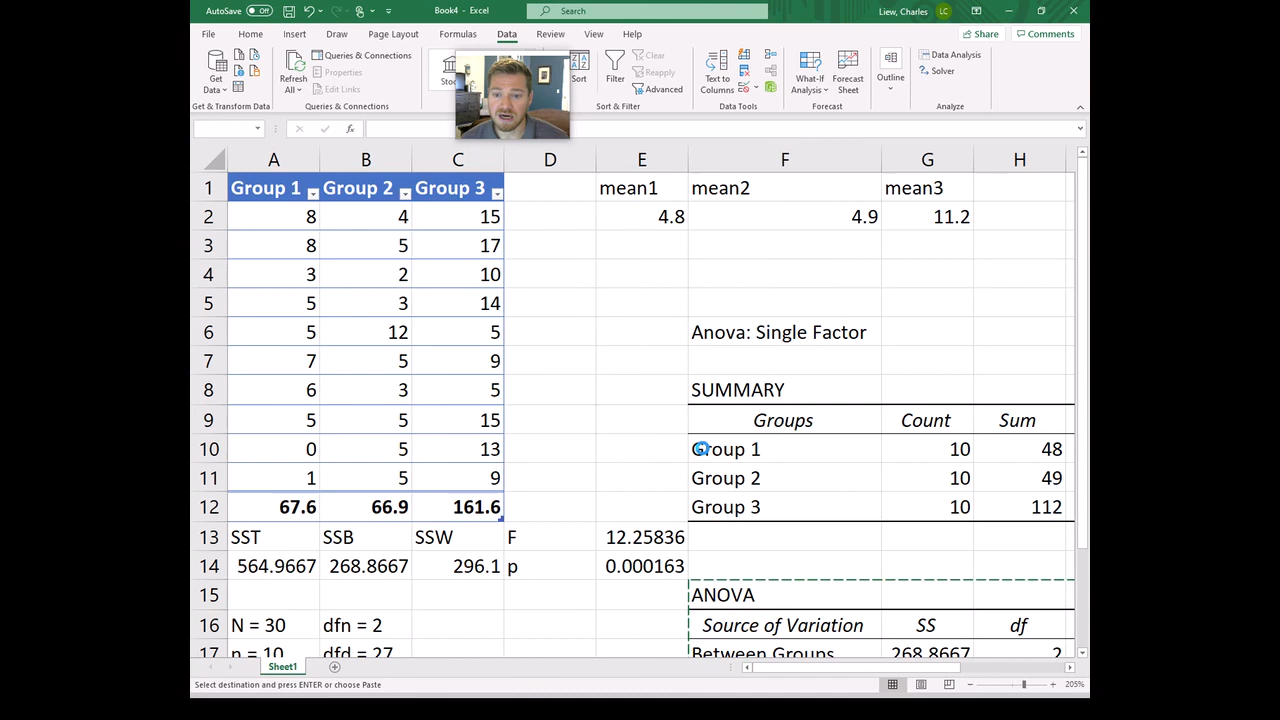 AutoSave Off Book4 - Excel Search Liew, Charles LC
File Home Insert Draw Page Layout Formulas Data Review View Help Share Comments
Get Data Refresh All Queries & Connections Properties Edit Links Sort Filter Clear Reapply Advanced Text to Columns What-If Analysis Forecast Sheet Outline Data Analysis Solver
Get & Transform Data Queries & Connections Sort & Filter Data Tools Forecast Analyze
fx
A B C D E F G H
1 Group 1 Group 2 Group 3 mean1 mean2 mean3
2 8 4 15 4.8 4.9 11.2
3 8 5 17
4 3 2 10
5 5 3 14
6 5 12 5 Anova: Single Factor
7 7 5 9
8 6 3 5 SUMMARY
9 5 5 15 Groups Count Sum
10 0 5 13 Group 1 10 48
11 1 5 9 Group 2 10 49
12 67.6 66.9 161.6 Group 3 10 112
13 SST SSB SSW F 12.25836
14 564.9667 268.8667 296.1 p 0.000163
15 ANOVA
16 N = 30 dfn = 2 Source of Variation SS df
17 n = 10 dfd = 27 Between Groups 268.8667 2
Sheet1
Select destination and press ENTER or choose Paste 205%